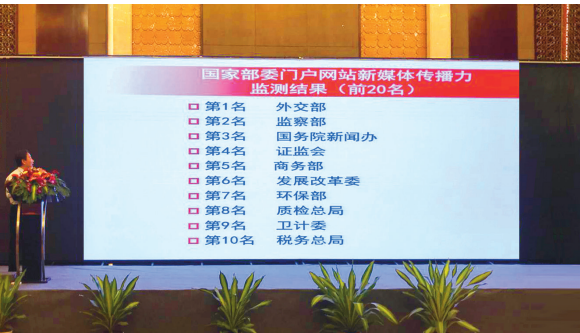 国家部委门户网站新媒体传播力
监测结果（前20名）
第1名 外交部
第2名 监察部
第3名 国务院新闻办
第4名 证监会
第5名 商务部
第6名 发展改革委
第7名 环保部
第8名 质检总局
第9名 卫计委
第10名 税务总局